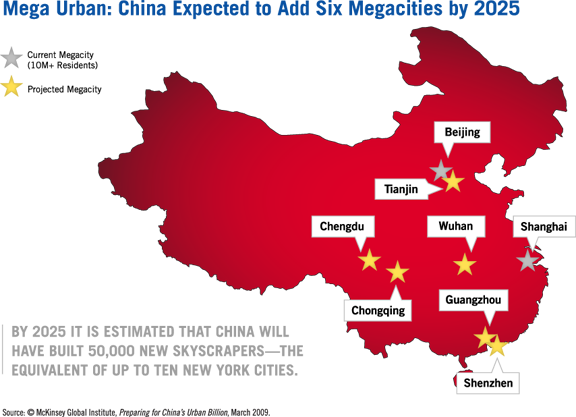 Mega Urban: China Expected to Add Six Megacities by 2025
Current Megacity
(10M+ Residents)
Projected Megacity
Beijing
Tianjin
Chengdu
Wuhan
Shanghai
Chongqing
Guangzhou
Shenzhen
BY 2025 IT IS ESTIMATED THAT CHINA WILL
HAVE BUILT 50,000 NEW SKYSCRAPERS—THE
EQUIVALENT OF UP TO TEN NEW YORK CITIES.
Source: © McKinsey Global Institute, Preparing for China's Urban Billion, March 2009.